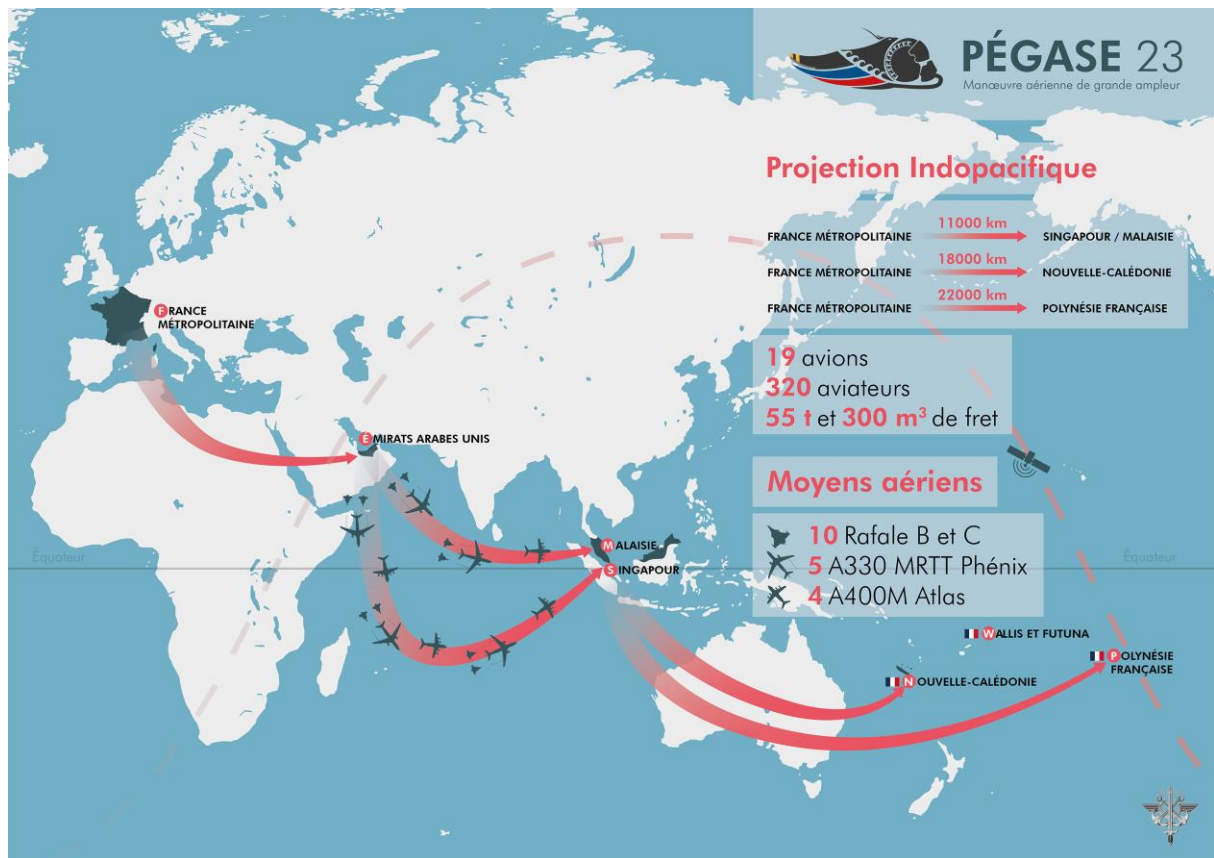 PÉGASE 23
Manœuvre aérienne de grande ampleur
Projection Indopacifique
11000 km
FRANCE MÉTROPOLITAINE SINGAPOUR / MALAISIE
18000 km
FRANCE MÉTROPOLITAINE NOUVELLE-CALÉDONIE
22000 km
FRANCE MÉTROPOLITAINE POLYNÉSIE FRANÇAISE
FRANCE
MÉTROPOLITAINE
19 avions
320 aviateurs
55 t et 300 m³ de fret
ÉMIRATS ARABES UNIS
Moyens aériens
10 Rafale B et C
5 A330 MRTT Phénix
4 A400M Atlas
MALAISIE
Équateur
SINGAPOUR
Équateur
WALLIS ET FUTUNA
POLYNÉSIE
FRANÇAISE
NOUVELLE-CALÉDONIE